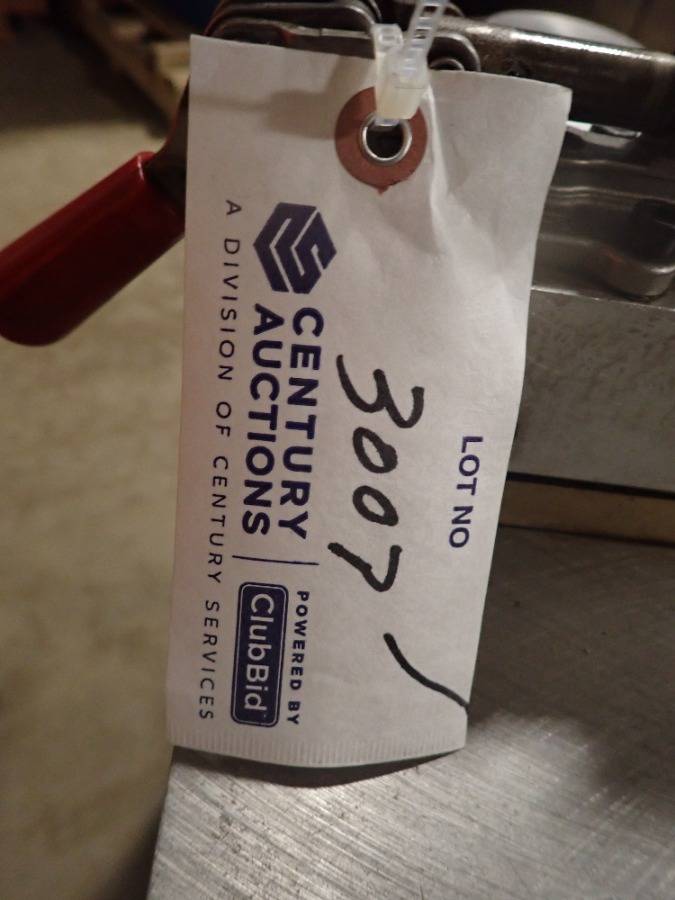 LOT NO
3007
CENTURY
AUCTIONS
POWERED BY
ClubBid
A DIVISION OF CENTURY SERVICES